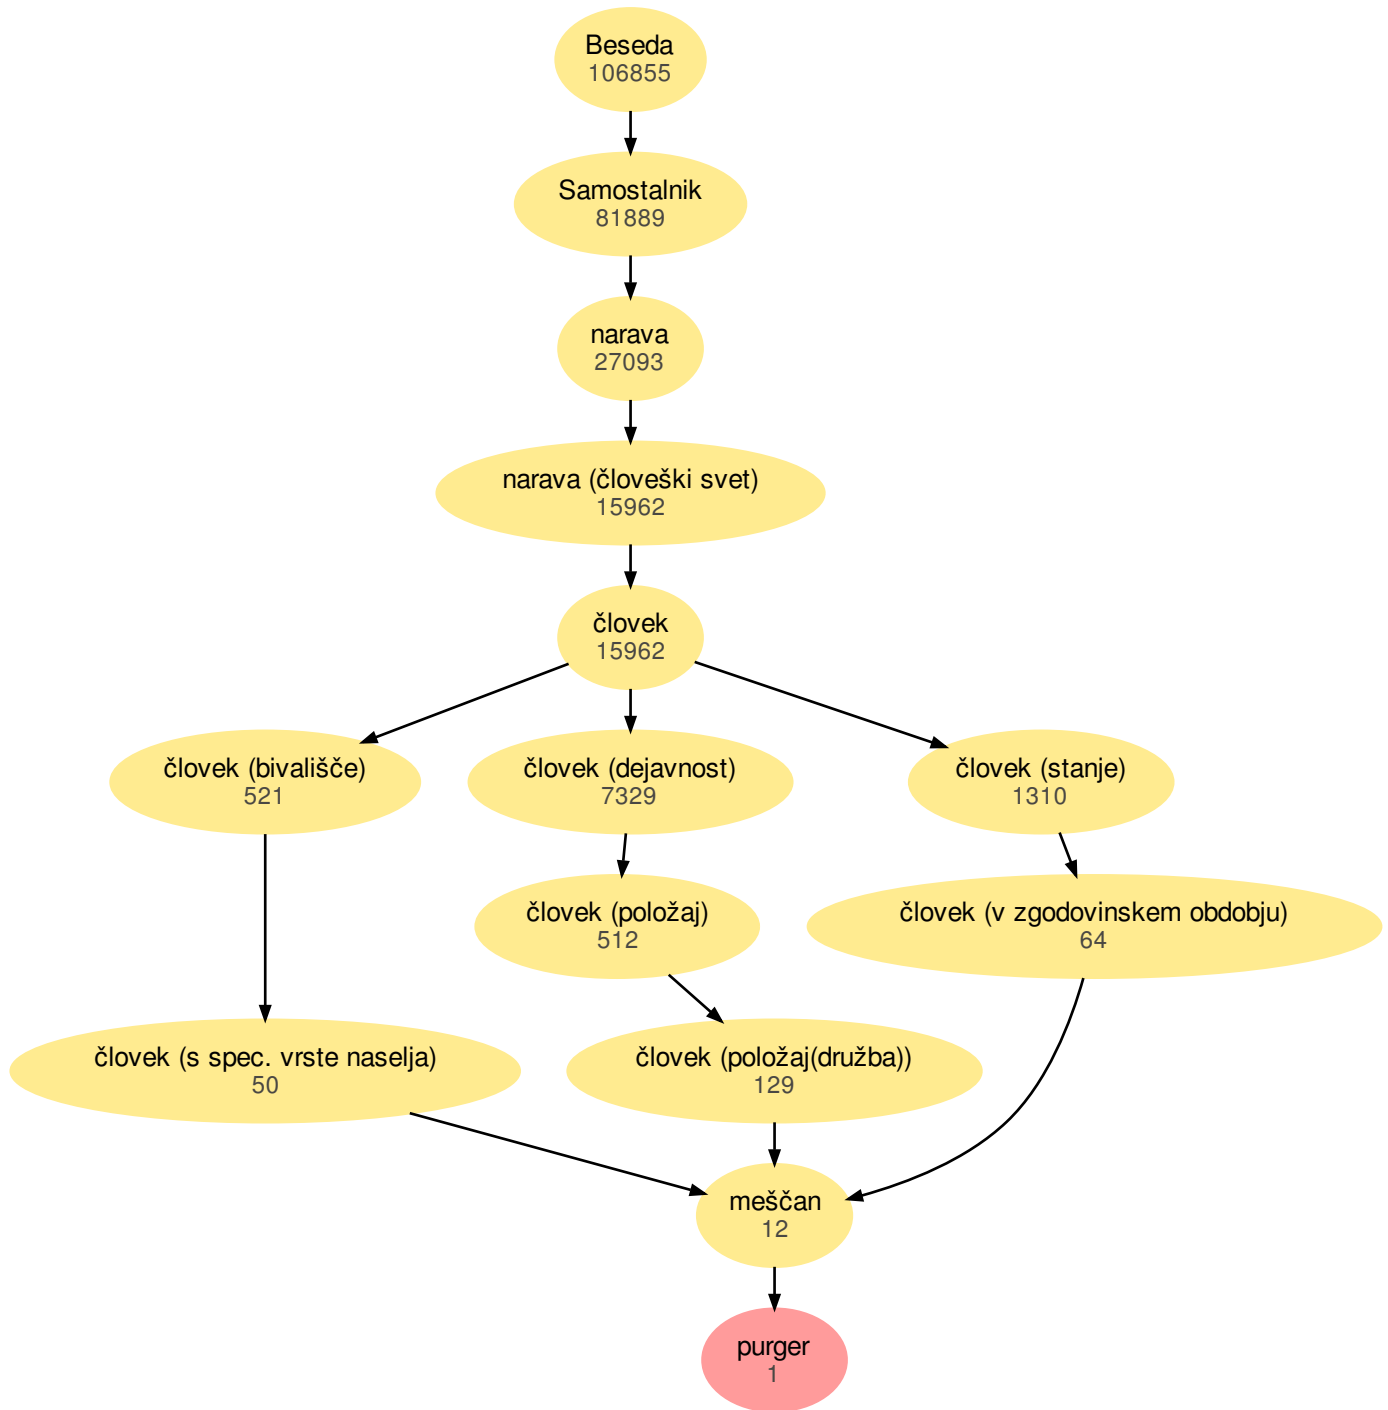 Beseda
106855
Samostalnik
81889
narava
27093
narava (človeški svet)
15962
človek
15962
človek (bivališče)
521
človek (dejavnost)
7329
človek (stanje)
1310
človek (položaj)
512
človek (v zgodovinskem obdobju)
64
človek (s spec. vrste naselja)
50
človek (položaj(družba))
129
meščan
12
purger
1